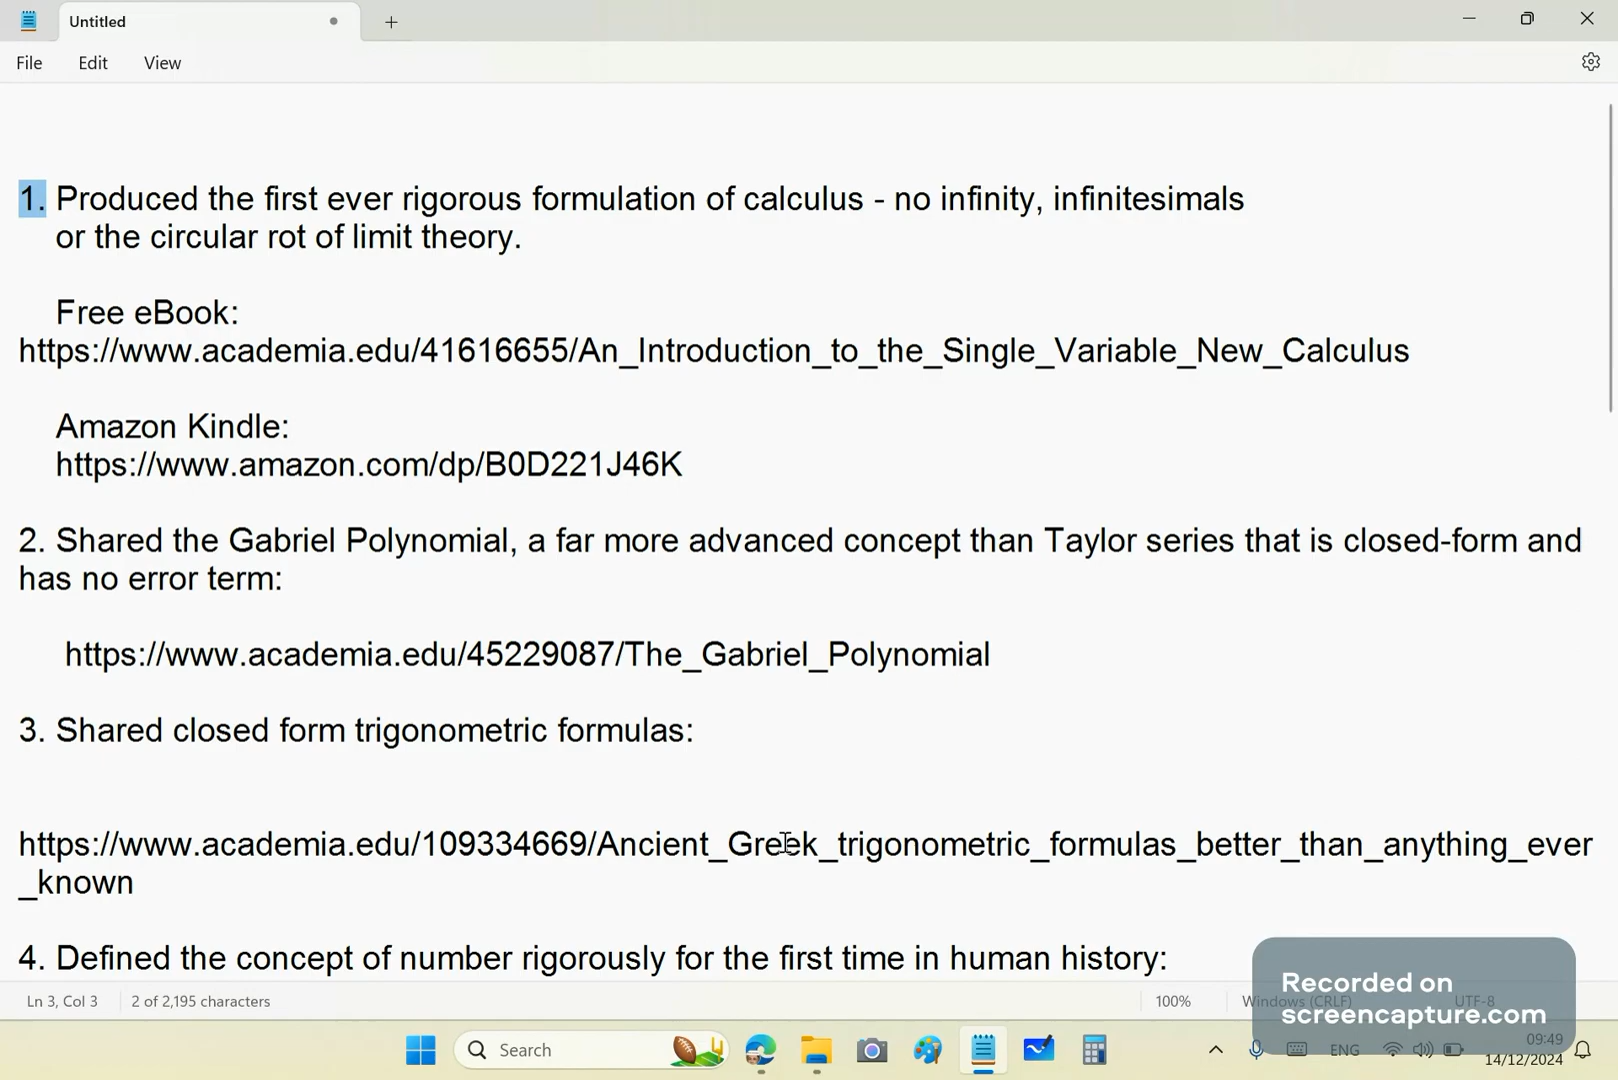 Untitled
File Edit View
1. Produced the first ever rigorous formulation of calculus - no infinity, infinitesimals
or the circular rot of limit theory.
Free eBook:
https://www.academia.edu/41616655/An_Introduction_to_the_Single_Variable_New_Calculus
Amazon Kindle:
https://www.amazon.com/dp/B0D221J46K
2. Shared the Gabriel Polynomial, a far more advanced concept than Taylor series that is closed-form and
has no error term:
https://www.academia.edu/45229087/The_Gabriel_Polynomial
3. Shared closed form trigonometric formulas:
https://www.academia.edu/109334669/Ancient_Greek_trigonometric_formulas_better_than_anything_ever
_known
4. Defined the concept of number rigorously for the first time in human history:
Recorded on
screencapture.com
Ln 3, Col 3 2 of 2,195 characters 100% Windows (CRLF) UTF-8
Search ENG 09:49
14/12/2024